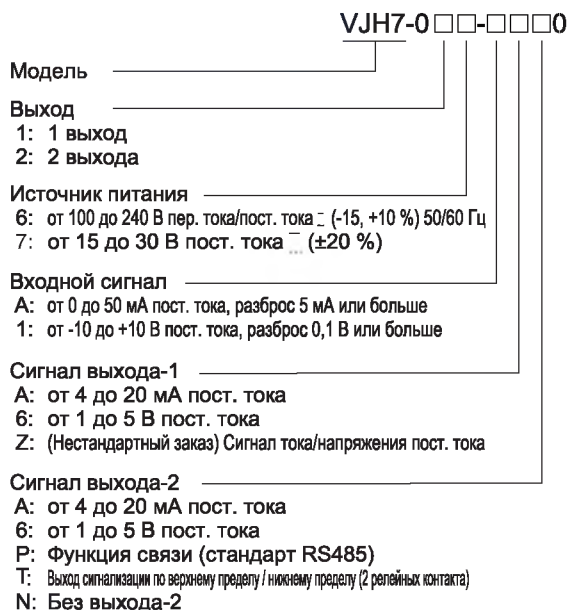 VJH7-0□□-□□□0
Модель
Выход
1: 1 выход
2: 2 выхода
Источник питания
6: от 100 до 240 В пер. тока/пост. тока ⎓ (-15, +10 %) 50/60 Гц
7: от 15 до 30 В пост. тока ⎓ (±20 %)
Входной сигнал
A: от 0 до 50 мА пост. тока, разброс 5 мА или больше
1: от -10 до +10 В пост. тока, разброс 0,1 В или больше
Сигнал выхода-1
A: от 4 до 20 мА пост. тока
6: от 1 до 5 В пост. тока
Z: (Нестандартный заказ) Сигнал тока/напряжения пост. тока
Сигнал выхода-2
A: от 4 до 20 мА пост. тока
6: от 1 до 5 В пост. тока
P: Функция связи (стандарт RS485)
T: Выход сигнализации по верхнему пределу / нижнему пределу (2 релейных контакта)
N: Без выхода-2